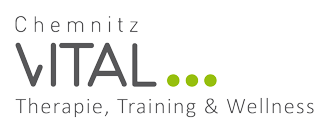 Chemnitz
VITAL...
Therapie, Training & Wellness